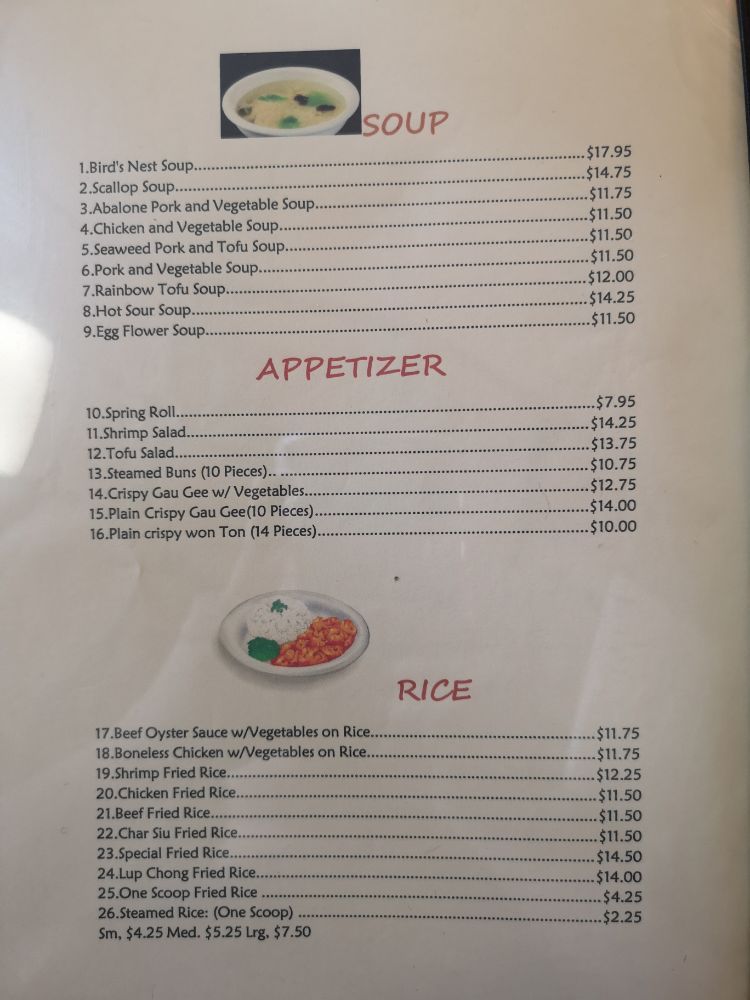 SOUP
1.Bird's Nest Soup..................$17.95
2.Scallop Soup..................$14.75
3.Abalone Pork and Vegetable Soup..................$11.75
4.Chicken and Vegetable Soup..................$11.50
5.Seaweed Pork and Tofu Soup..................$11.50
6.Pork and Vegetable Soup..................$11.50
7.Rainbow Tofu Soup..................$12.00
8.Hot Sour Soup..................$14.25
9.Egg Flower Soup..................$11.50
APPETIZER
10.Spring Roll..................$7.95
11.Shrimp Salad..................$14.25
12.Tofu Salad..................$13.75
13.Steamed Buns (10 Pieces).. ..................$10.75
14.Crispy Gau Gee w/ Vegetables..................$12.75
15.Plain Crispy Gau Gee(10 Pieces)..................$14.00
16.Plain crispy won Ton (14 Pieces)..................$10.00
RICE
17.Beef Oyster Sauce w/Vegetables on Rice..................$11.75
18.Boneless Chicken w/Vegetables on Rice..................$11.75
19.Shrimp Fried Rice..................$12.25
20.Chicken Fried Rice..................$11.50
21.Beef Fried Rice..................$11.50
22.Char Siu Fried Rice..................$11.50
23.Special Fried Rice..................$14.50
24.Lup Chong Fried Rice..................$14.00
25.One Scoop Fried Rice ..................$4.25
26.Steamed Rice: (One Scoop) ..................$2.25
Sm, $4.25 Med. $5.25 Lrg, $7.50